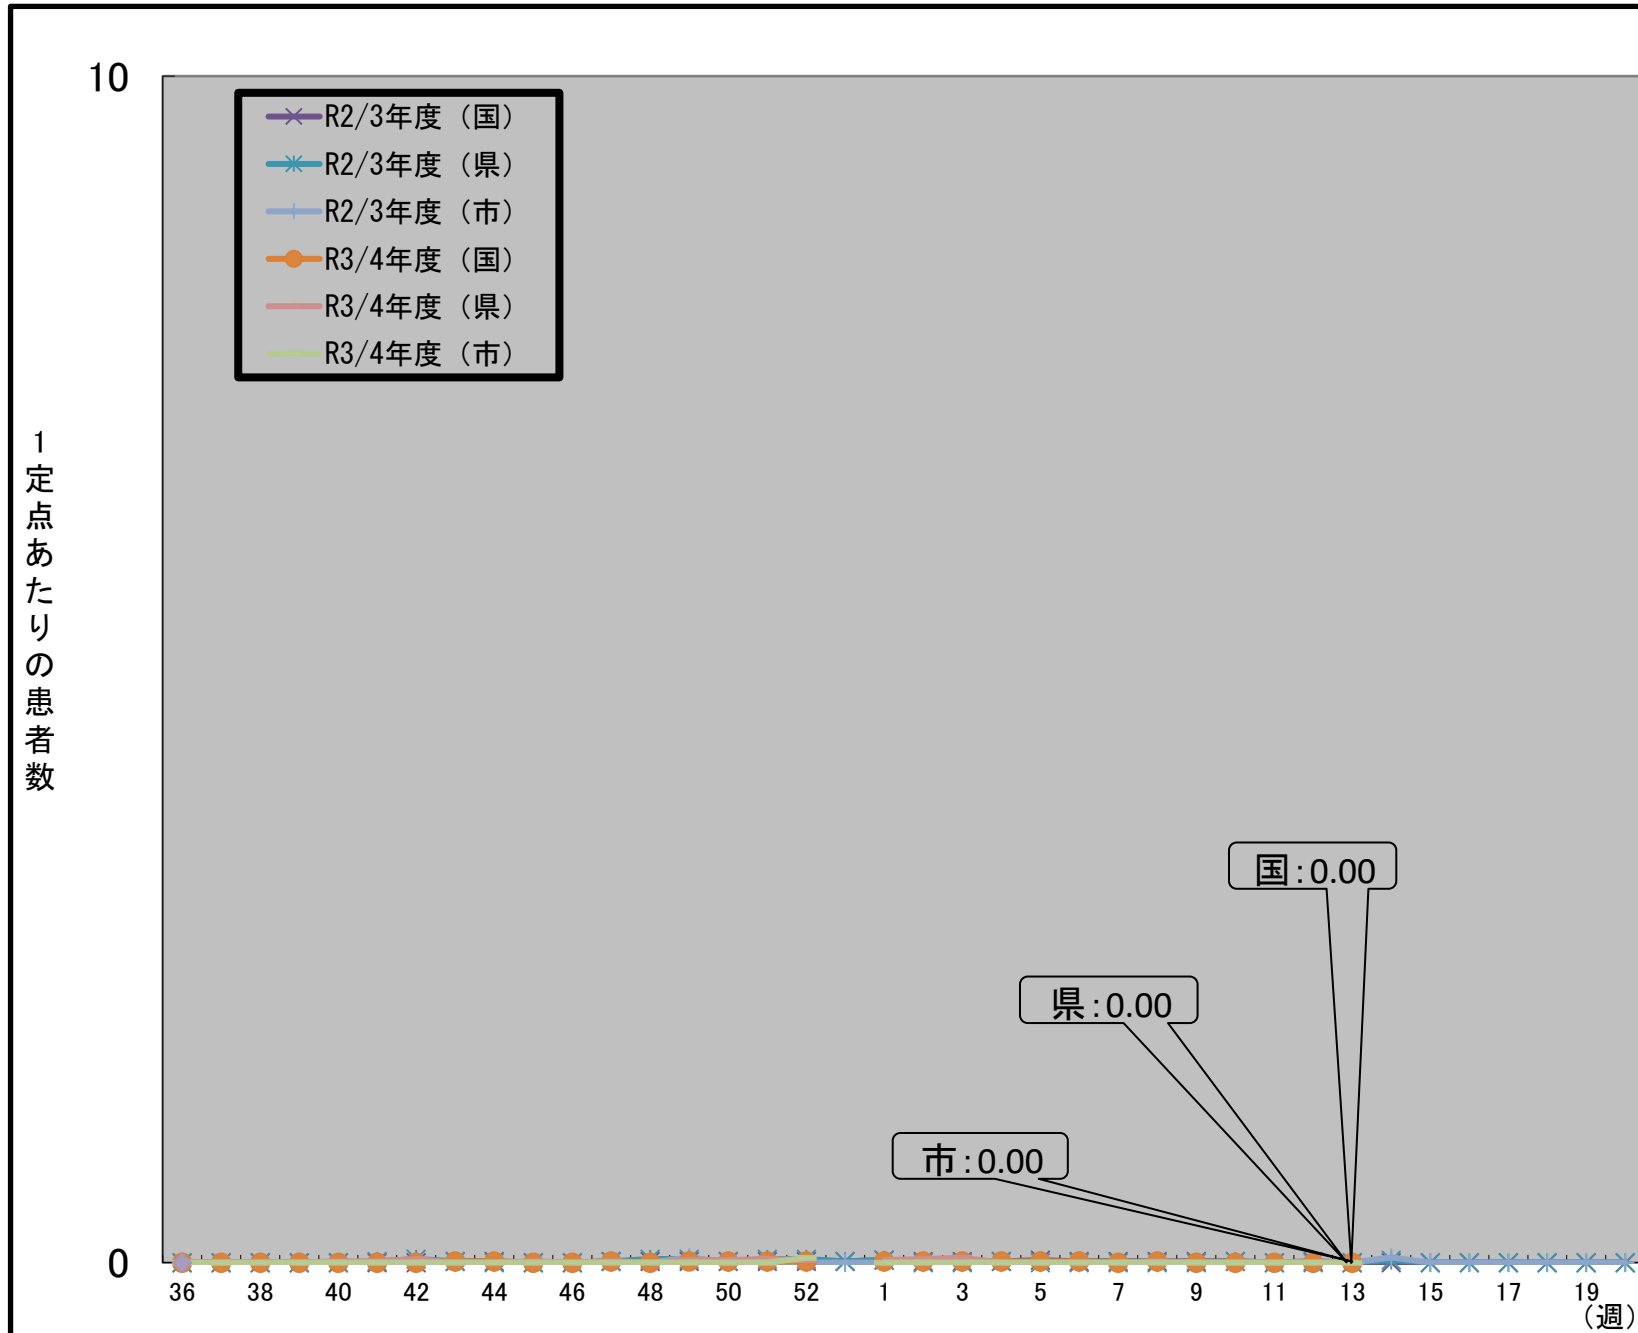 10
R2/3年度（国）
R2/3年度（県）
R2/3年度（市）
R3/4年度（国）
R3/4年度（県）
R3/4年度（市）
1定点あたりの患者数
国:0.00
県:0.00
市:0.00
0
36 38 40 42 44 46 48 50 52 1 3 5 7 9 11 13 15 17 19
（週）